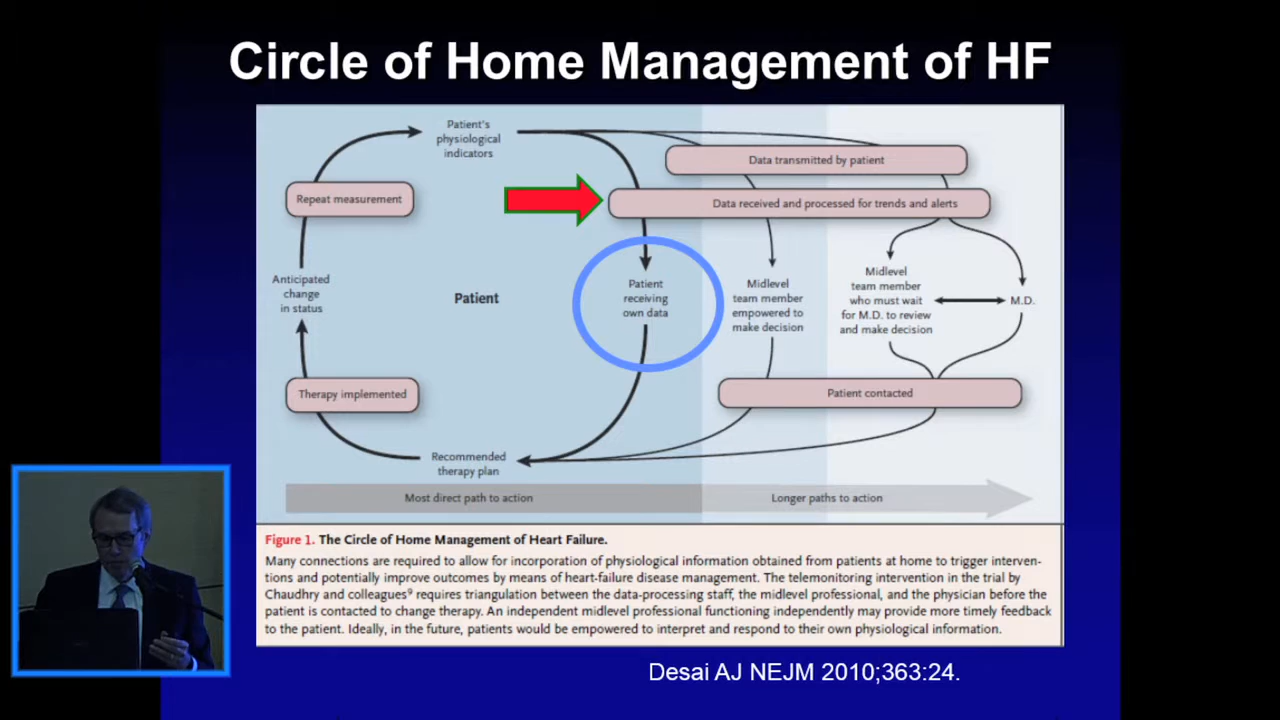 Circle of Home Management of HF
Patient's
physiological
indicators
Data transmitted by patient
Repeat measurement
Data received and processed for trends and alerts
Anticipated
change
in status
Patient
Patient
receiving
own data
Midlevel
team member
empowered to
make decision
Midlevel
team member
who must wait
for M.D. to review
and make decision
M.D.
Therapy implemented
Patient contacted
Recommended
therapy plan
Most direct path to action
Longer paths to action
Figure 1. The Circle of Home Management of Heart Failure.
Many connections are required to allow for incorporation of physiological information obtained from patients at home to trigger interven-
tions and potentially improve outcomes by means of heart-failure disease management. The telemonitoring intervention in the trial by
Chaudhry and colleagues⁹ requires triangulation between the data-processing staff, the midlevel professional, and the physician before the
patient is contacted to change therapy. An independent midlevel professional functioning independently may provide more timely feedback
to the patient. Ideally, in the future, patients would be empowered to interpret and respond to their own physiological information.
Desai AJ NEJM 2010;363:24.